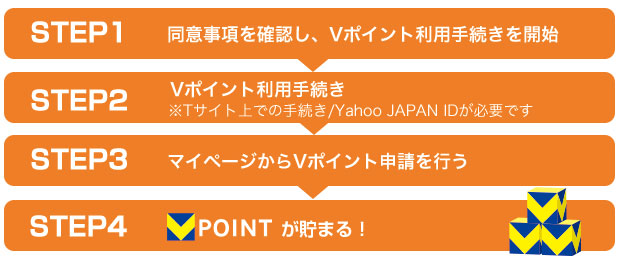 STEP1 同意事項を確認し、Vポイント利用手続きを開始
STEP2 Vポイント利用手続き
※Tサイト上での手続き/Yahoo JAPAN IDが必要です
STEP3 マイページからVポイント申請を行う
STEP4 V POINT が貯まる！